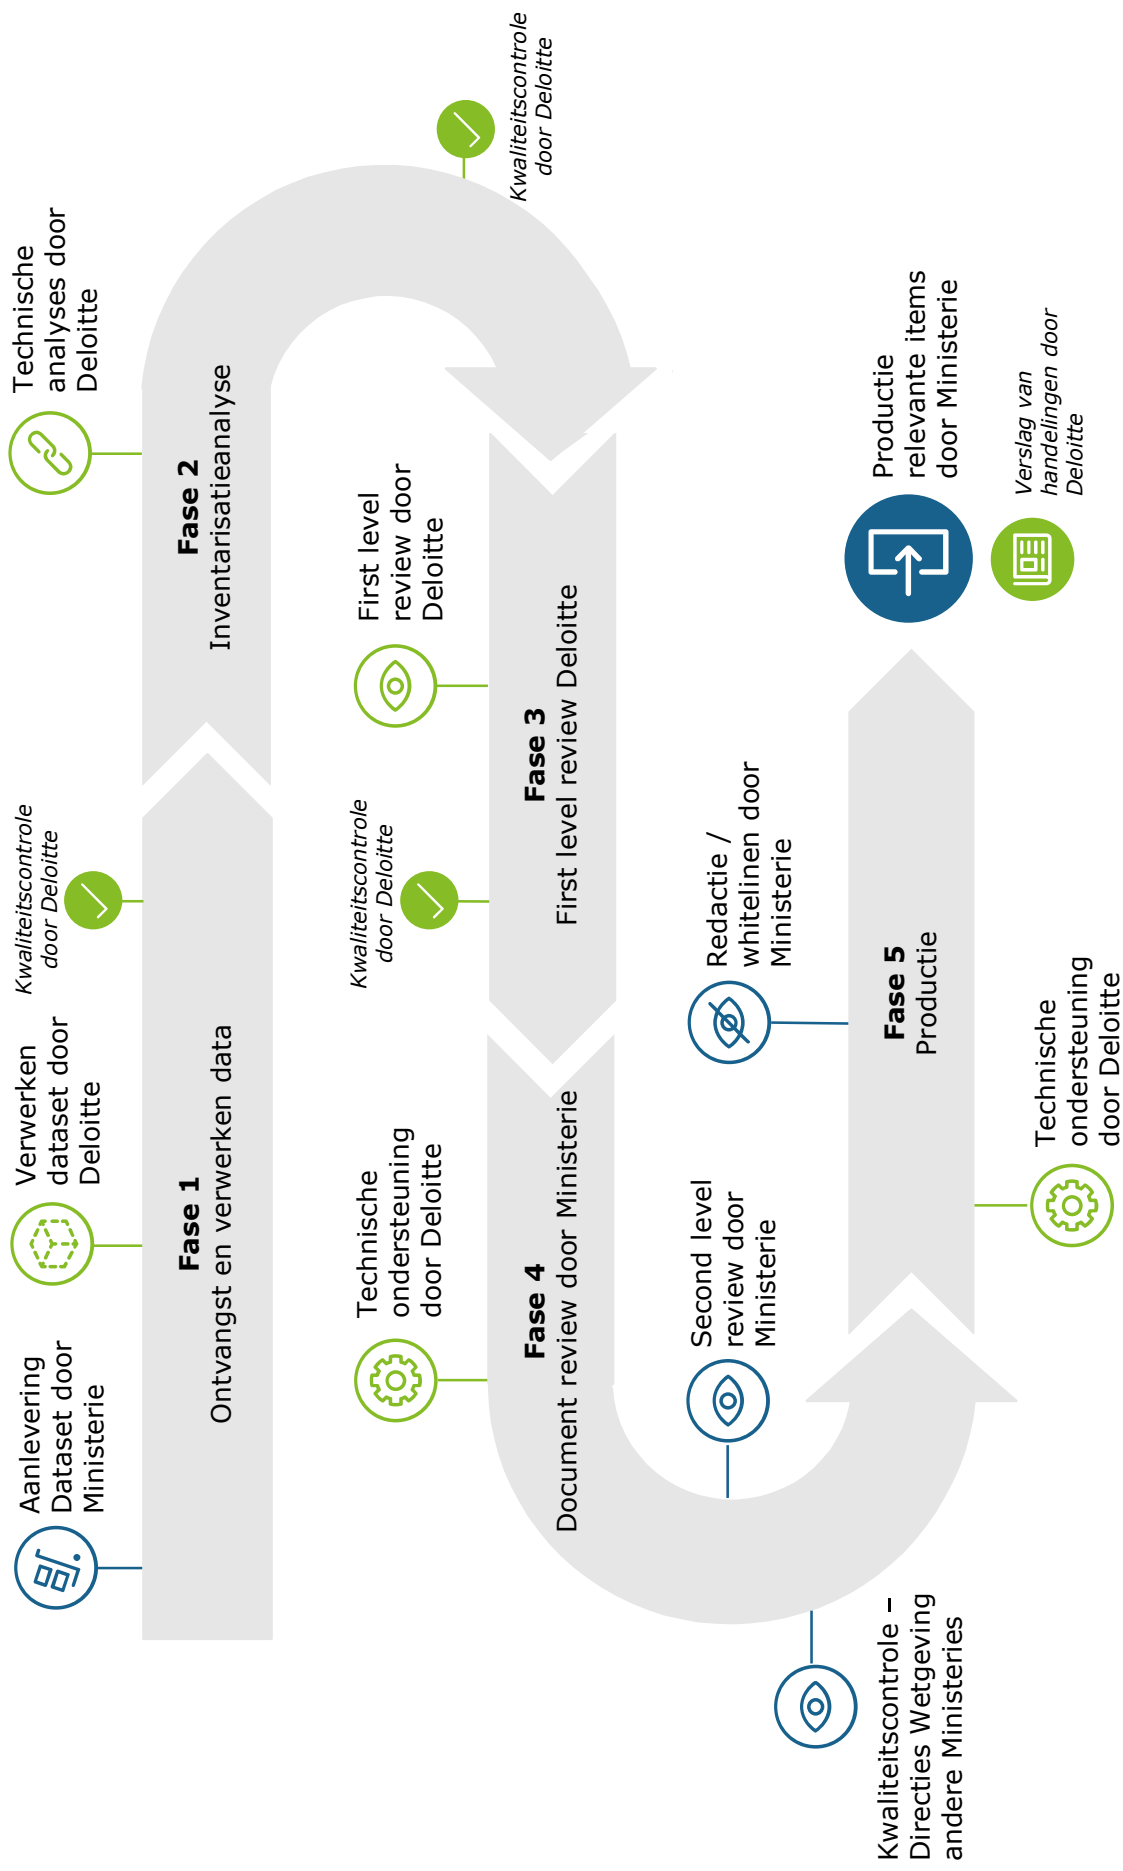 Aanlevering
Dataset door
Ministerie
Verwerken
dataset door
Deloitte
Kwaliteitscontrole
door Deloitte
Technische
analyses door
Deloitte
Fase 1
Ontvangst en verwerken data
Fase 2
Inventarisatieanalyse
Kwaliteitscontrole
door Deloitte
First level
review door
Deloitte
Kwaliteitscontrole
door Deloitte
Technische
ondersteuning
door Deloitte
Fase 3
First level review Deloitte
Fase 4
Document review door Ministerie
Second level
review door
Ministerie
Kwaliteitscontrole –
Directies Wetgeving
andere Ministeries
Redactie /
whitelinen door
Ministerie
Fase 5
Productie
Technische
ondersteuning
door Deloitte
Productie
relevante items
door Ministerie
Verslag van
handelingen door
Deloitte